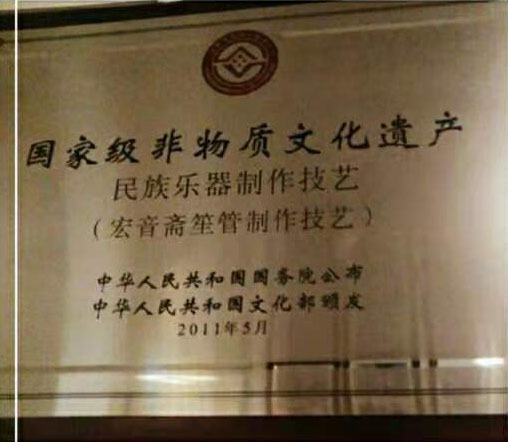 国家级非物质文化遗产
民族乐器制作技艺
（宏音斋笙管制作技艺）
中华人民共和国国务院公布
中华人民共和国文化部颁发
2011年5月